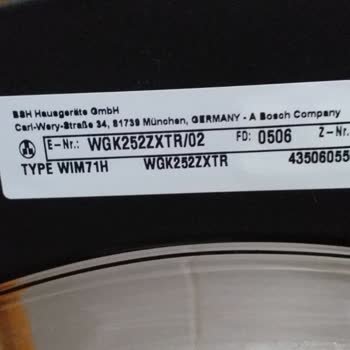 BSH Hausgeräte GmbH
Carl-Wery-Straße 34, 81739 München, GERMANY - A Bosch Company
E-Nr.: WGK252ZXTR/02 FD: 0506 Z-Nr.
TYPE WIM71H WGK252ZXTR 43506055